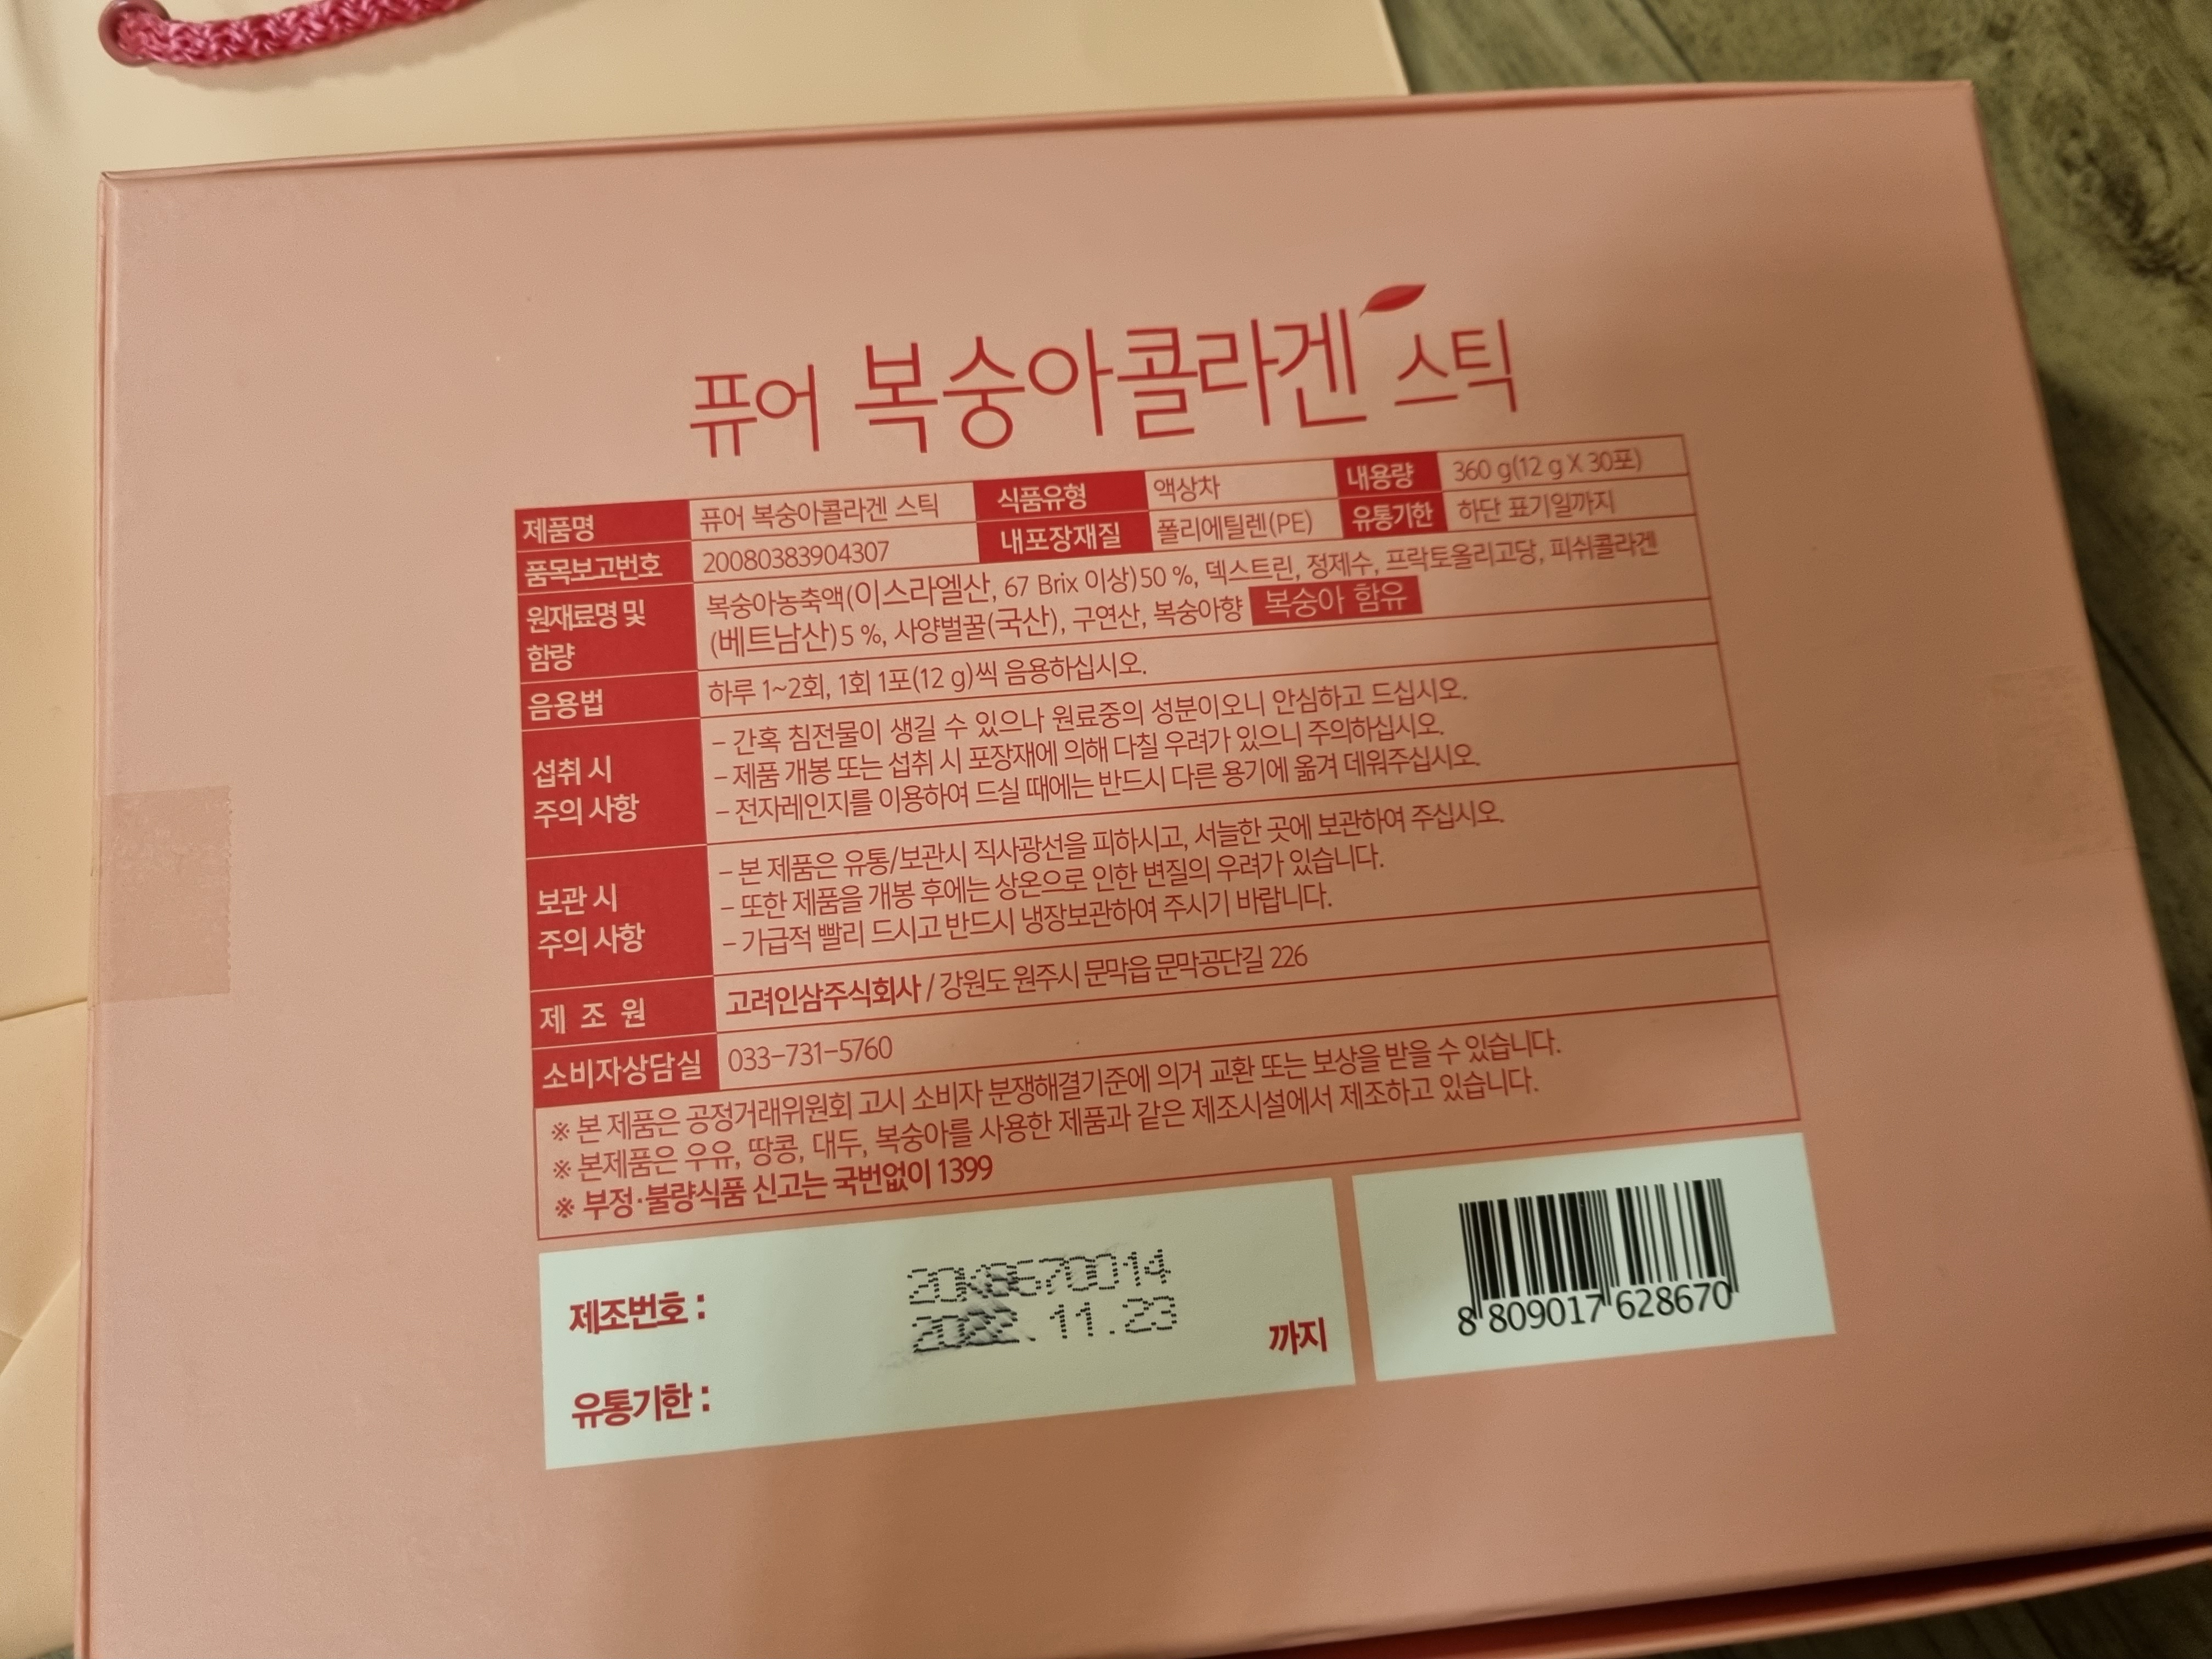 퓨어 복숭아콜라겐 스틱
제품명 퓨어 복숭아콜라겐 스틱 식품유형 액상차 내용량 360 g(12 g X 30포)
품목보고번호 20080383904307 내포장재질 폴리에틸렌(PE) 유통기한 하단 표기일까지
원재료명 및 함량 복숭아농축액(이스라엘산, 67 Brix 이상)50 %, 덱스트린, 정제수, 프락토올리고당, 피쉬콜라겐
(베트남산)5 %, 사양벌꿀(국산), 구연산, 복숭아향 복숭아 함유
음용법 하루 1~2회, 1회 1포(12 g)씩 음용하십시오.
섭취 시 주의 사항 – 간혹 침전물이 생길 수 있으나 원료중의 성분이오니 안심하고 드십시오.
– 제품 개봉 또는 섭취 시 포장재에 의해 다칠 우려가 있으니 주의하십시오.
– 전자레인지를 이용하여 드실 때에는 반드시 다른 용기에 옮겨 데워주십시오.
보관 시 주의 사항 – 본 제품은 유통/보관시 직사광선을 피하시고, 서늘한 곳에 보관하여 주십시오.
– 또한 제품을 개봉 후에는 상온으로 인한 변질의 우려가 있습니다.
– 가급적 빨리 드시고 반드시 냉장보관하여 주시기 바랍니다.
제 조 원 고려인삼주식회사 / 강원도 원주시 문막읍 문막공단길 226
소비자상담실 033-731-5760
※ 본 제품은 공정거래위원회 고시 소비자 분쟁해결기준에 의거 교환 또는 보상을 받을 수 있습니다.
※ 본제품은 우유, 땅콩, 대두, 복숭아를 사용한 제품과 같은 제조시설에서 제조하고 있습니다.
※ 부정·불량식품 신고는 국번없이 1399
제조번호 : 20K8670014
2022.11.23 까지
유통기한 :
8 809017 628670